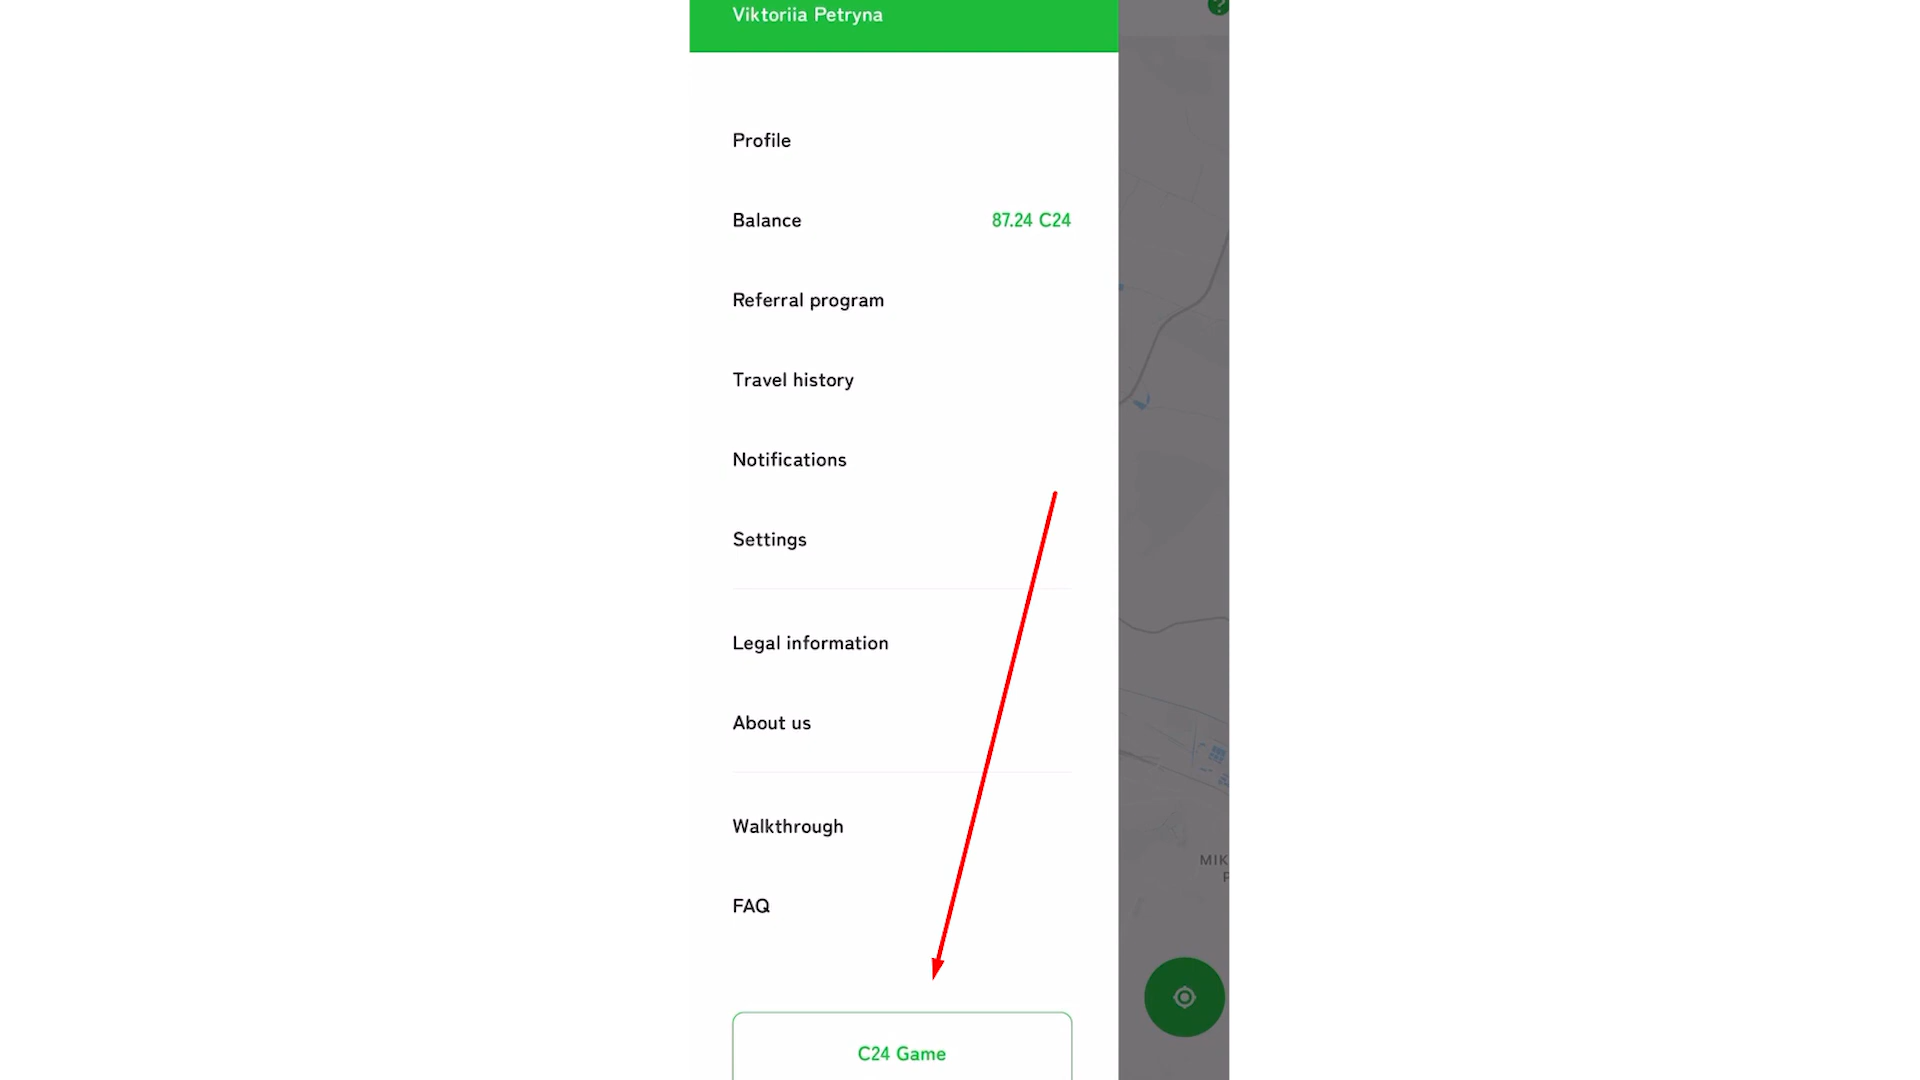 Viktoriia Petryna
?
Profile
Balance 87.24 C24
Referral program
Travel history
Notifications
Settings
Legal information
About us
Walkthrough
MIK
FAQ
C24 Game